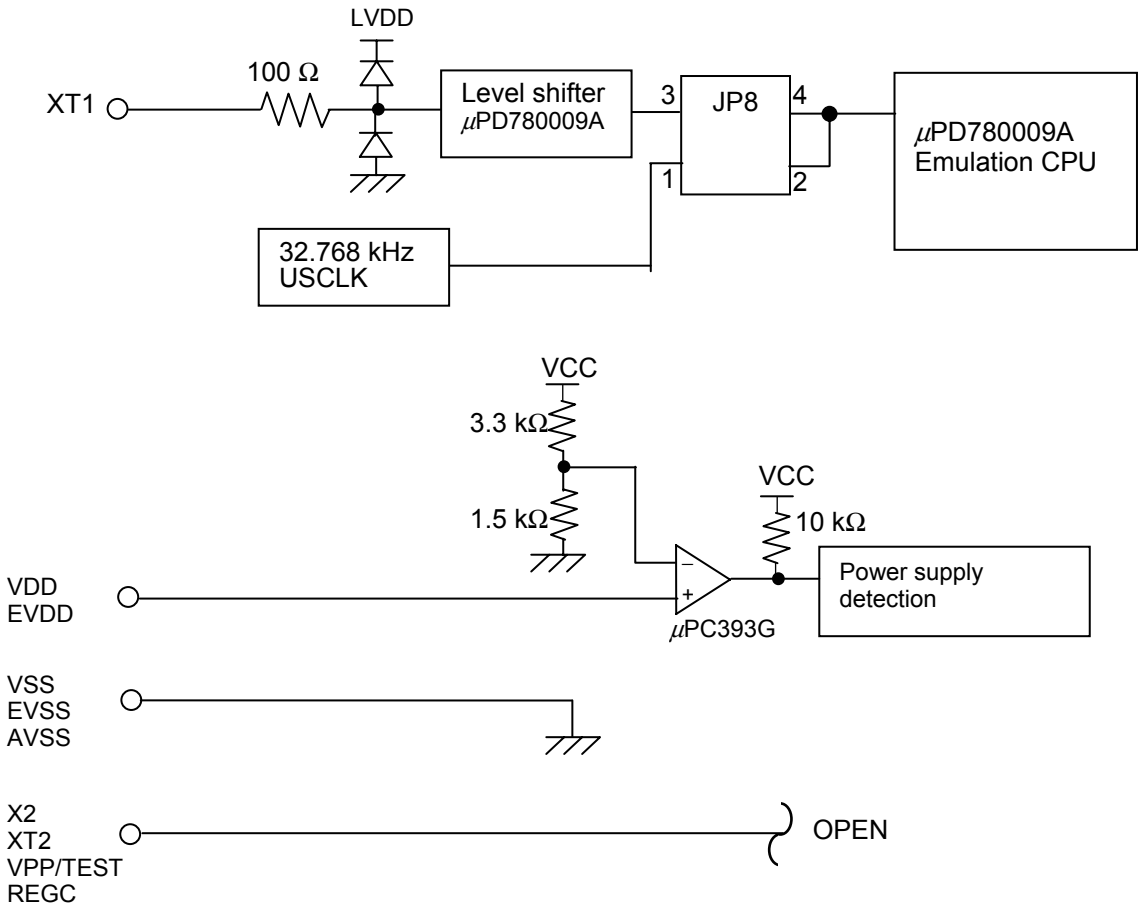 LVDD
100 Ω
XT1
Level shifter
µPD780009A
3
JP8
4
1
2
µPD780009A
Emulation CPU
32.768 kHz
USCLK
VCC
3.3 kΩ
1.5 kΩ
VCC
10 kΩ
−
+
µPC393G
Power supply
detection
VDD
EVDD
VSS
EVSS
AVSS
X2
XT2
VPP/TEST
REGC
OPEN